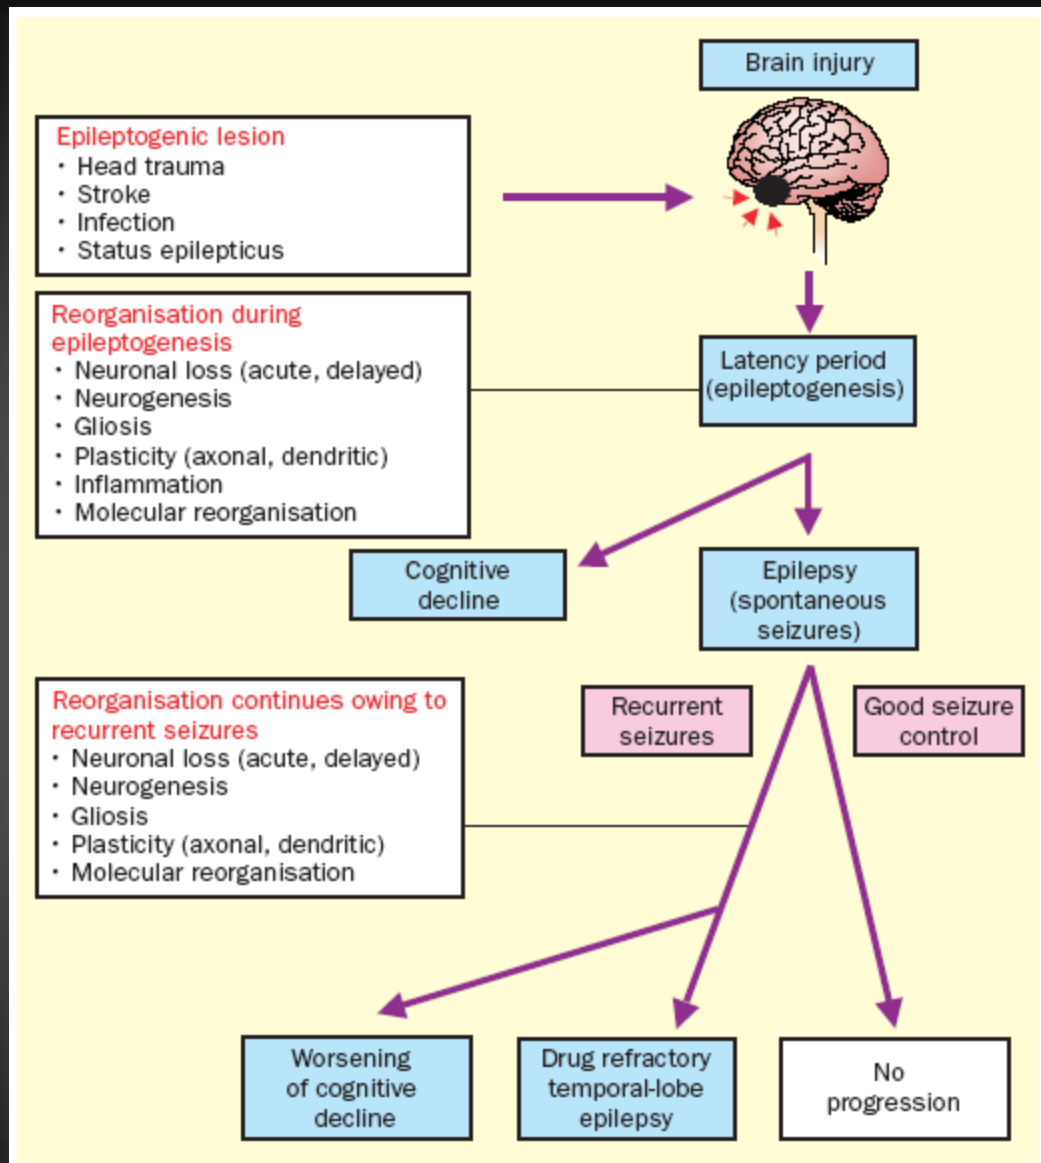 Brain injury
Epileptogenic lesion
· Head trauma
· Stroke
· Infection
· Status epilepticus
Reorganisation during
epileptogenesis
· Neuronal loss (acute, delayed)
· Neurogenesis
· Gliosis
· Plasticity (axonal, dendritic)
· Inflammation
· Molecular reorganisation
Latency period
(epileptogenesis)
Cognitive
decline
Epilepsy
(spontaneous
seizures)
Reorganisation continues owing to
recurrent seizures
· Neuronal loss (acute, delayed)
· Neurogenesis
· Gliosis
· Plasticity (axonal, dendritic)
· Molecular reorganisation
Recurrent
seizures
Good seizure
control
Worsening
of cognitive
decline
Drug refractory
temporal-lobe
epilepsy
No
progression